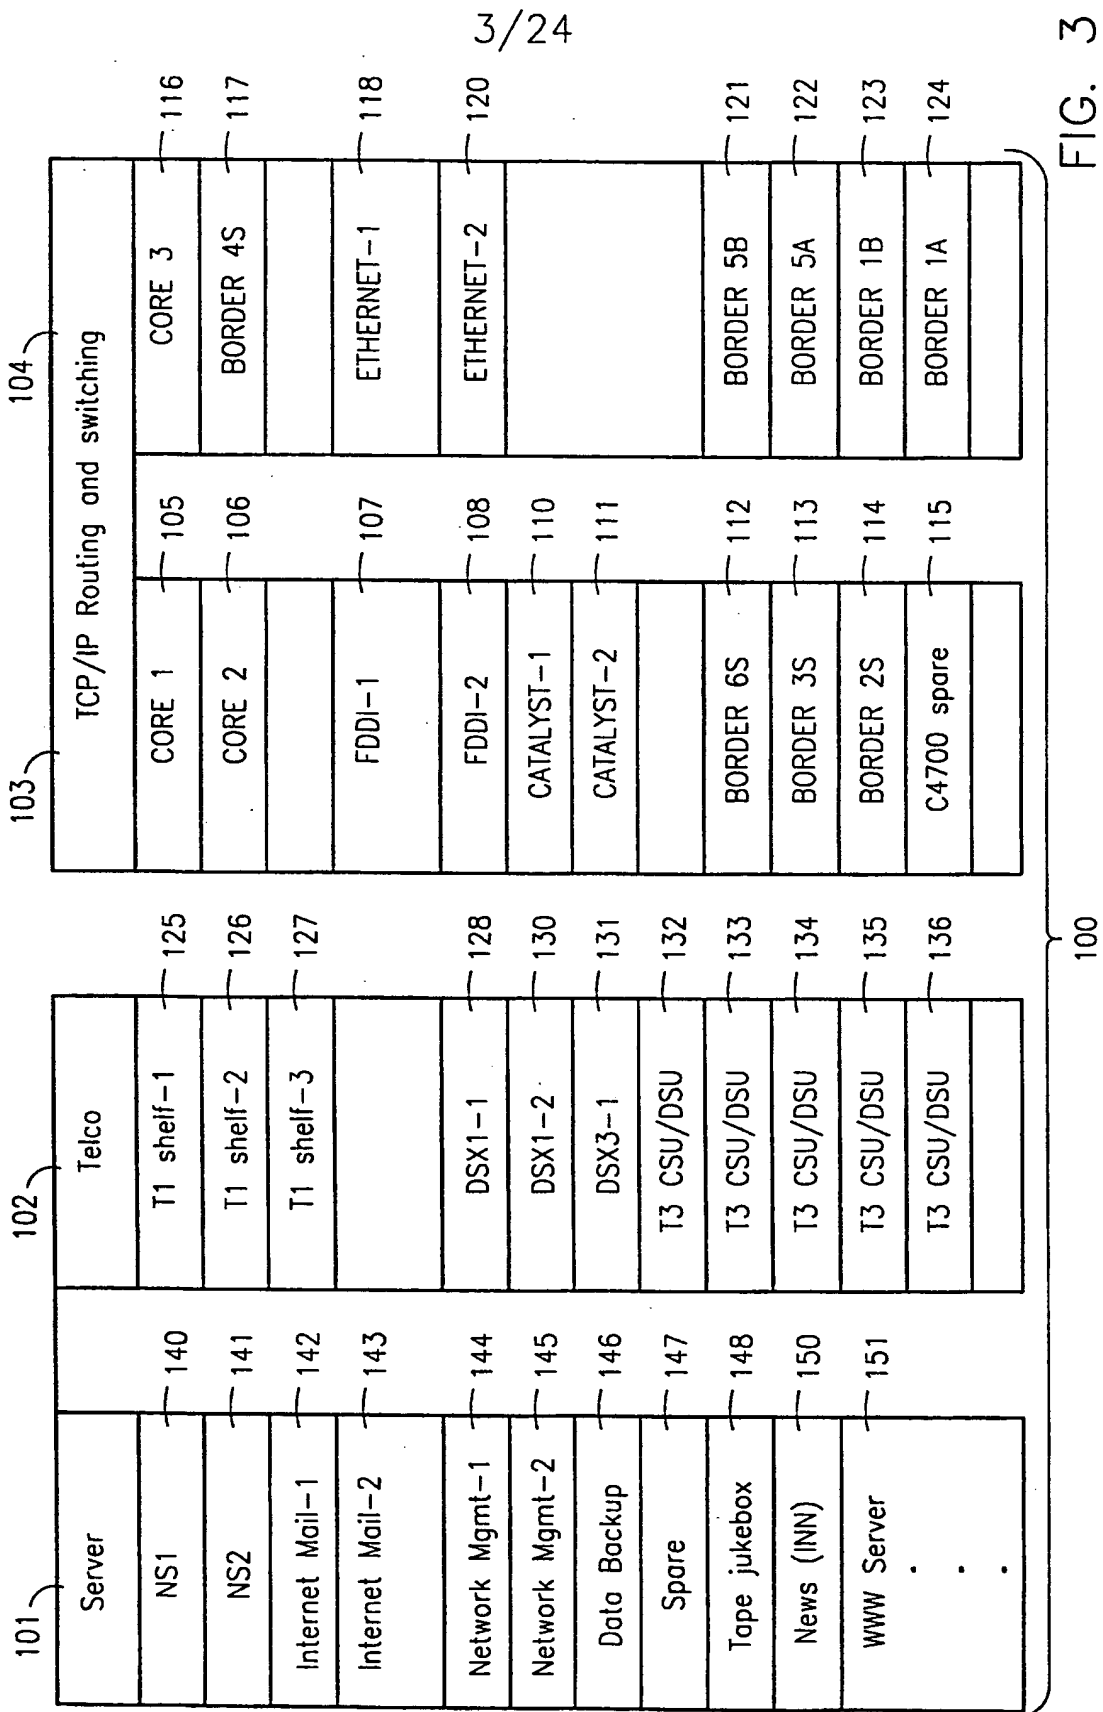 3/24
101
Server
NS1
140
NS2
141
Internet Mail-1
142
Internet Mail-2
143
Network Mgmt-1
144
Network Mgmt-2
145
Data Backup
146
Spare
147
Tape jukebox
148
News (INN)
150
WWW Server
151
102
Telco
T1 shelf-1
125
T1 shelf-2
126
T1 shelf-3
127
DSX1-1
128
DSX1-2
130
DSX3-1
131
T3 CSU/DSU
132
T3 CSU/DSU
133
T3 CSU/DSU
134
T3 CSU/DSU
135
T3 CSU/DSU
136
103
104
TCP/IP Routing and switching
CORE 1
105
CORE 2
106
FDDI-1
107
FDDI-2
108
CATALYST-1
110
CATALYST-2
111
BORDER 6S
112
BORDER 3S
113
BORDER 2S
114
C4700 spare
115
CORE 3
116
BORDER 4S
117
ETHERNET-1
118
ETHERNET-2
120
BORDER 5B
121
BORDER 5A
122
BORDER 1B
123
BORDER 1A
124
100
FIG. 3